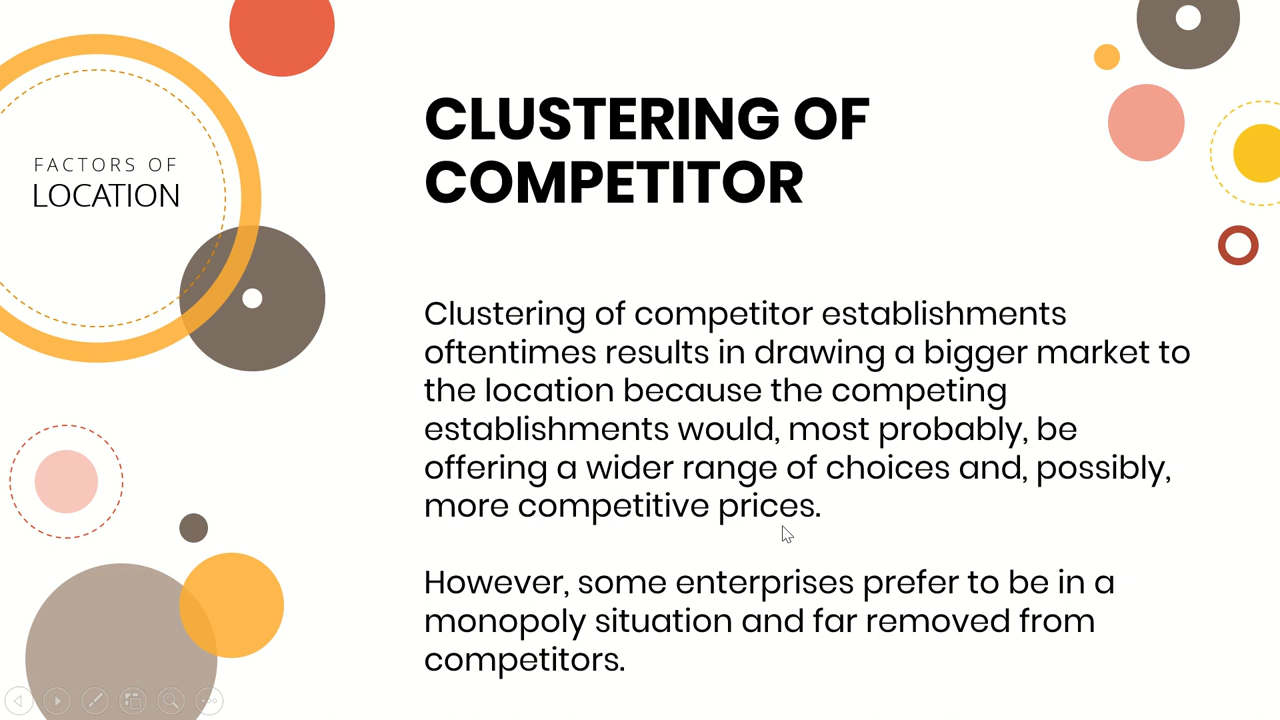 FACTORS OF
LOCATION
CLUSTERING OF
COMPETITOR
Clustering of competitor establishments
oftentimes results in drawing a bigger market to
the location because the competing
establishments would, most probably, be
offering a wider range of choices and, possibly,
more competitive prices.
However, some enterprises prefer to be in a
monopoly situation and far removed from
competitors.